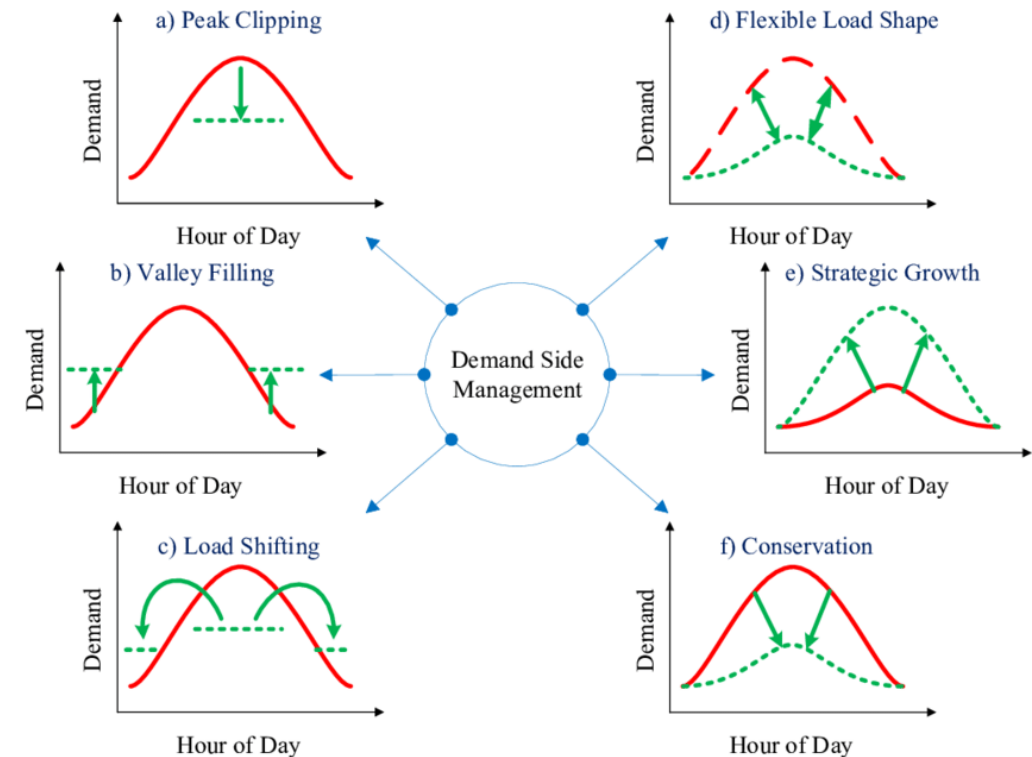 a) Peak Clipping
Demand
Hour of Day
b) Valley Filling
Demand
Hour of Day
c) Load Shifting
Demand
Hour of Day
Demand Side
Management
d) Flexible Load Shape
Demand
Hour of Day
e) Strategic Growth
Demand
Hour of Day
f) Conservation
Demand
Hour of Day